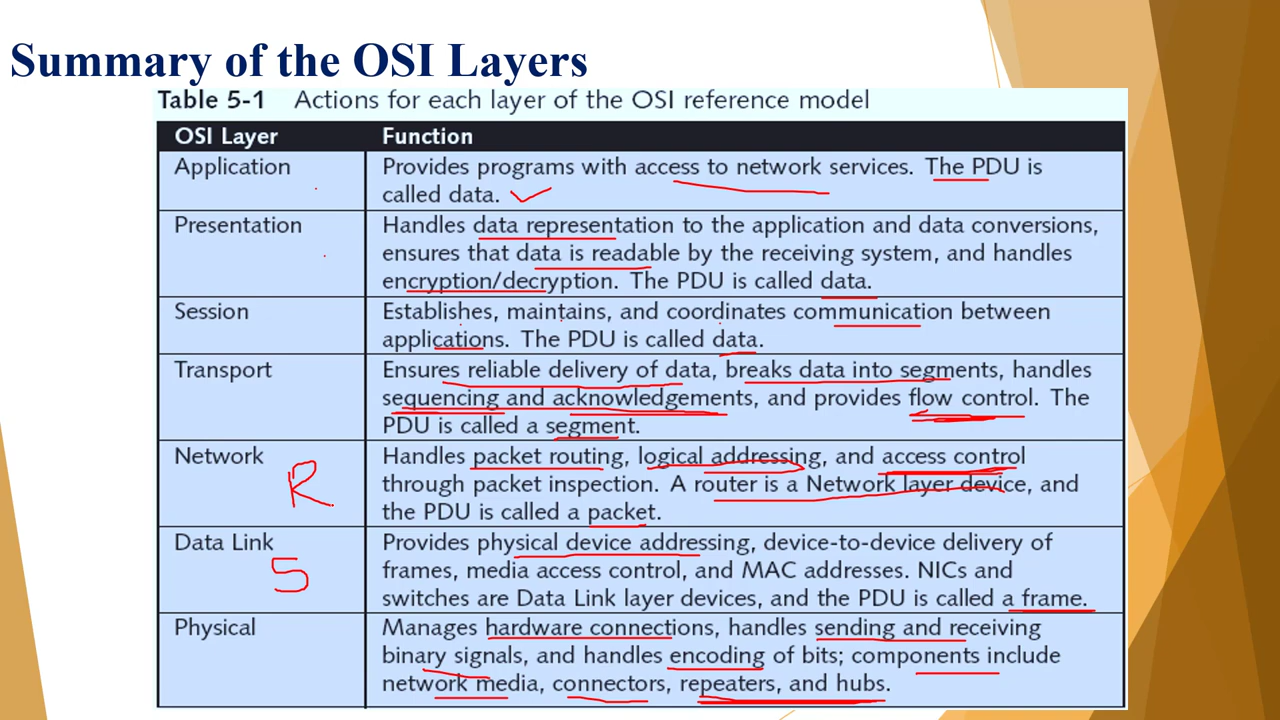 Summary of the OSI Layers
Table 5-1 Actions for each layer of the OSI reference model
OSI Layer Function
Application Provides programs with access to network services. The PDU is
called data.
Presentation Handles data representation to the application and data conversions,
ensures that data is readable by the receiving system, and handles
encryption/decryption. The PDU is called data.
Session Establishes, maintains, and coordinates communication between
applications. The PDU is called data.
Transport Ensures reliable delivery of data, breaks data into segments, handles
sequencing and acknowledgements, and provides flow control. The
PDU is called a segment.
Network Handles packet routing, logical addressing, and access control
R through packet inspection. A router is a Network layer device, and
the PDU is called a packet.
Data Link Provides physical device addressing, device-to-device delivery of
S frames, media access control, and MAC addresses. NICs and
switches are Data Link layer devices, and the PDU is called a frame.
Physical Manages hardware connections, handles sending and receiving
binary signals, and handles encoding of bits; components include
network media, connectors, repeaters, and hubs.